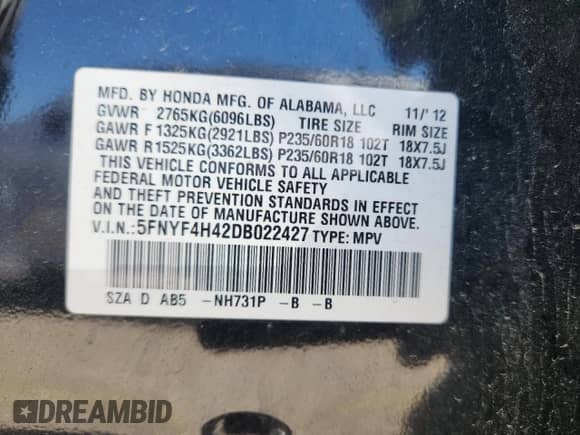 MFD. BY HONDA MFG. OF ALABAMA, LLC 11/'12
GVWR 2765KG(6096LBS) TIRE SIZE RIM SIZE
GAWR F 1325KG(2921LBS) P235/60R18 102T 18X7.5J
GAWR R1525KG(3362LBS) P235/60R18 102T 18X7.5J
THIS VEHICLE CONFORMS TO ALL APPLICABLE
FEDERAL MOTOR VEHICLE SAFETY
AND THEFT PREVENTION STANDARDS IN EFFECT
ON THE DATE OF MANUFACTURE SHOWN ABOVE.
V.I.N.:5FNYF4H42DB022427 TYPE: MPV
SZA D AB5 -NH731P -B -B
DREAMBID